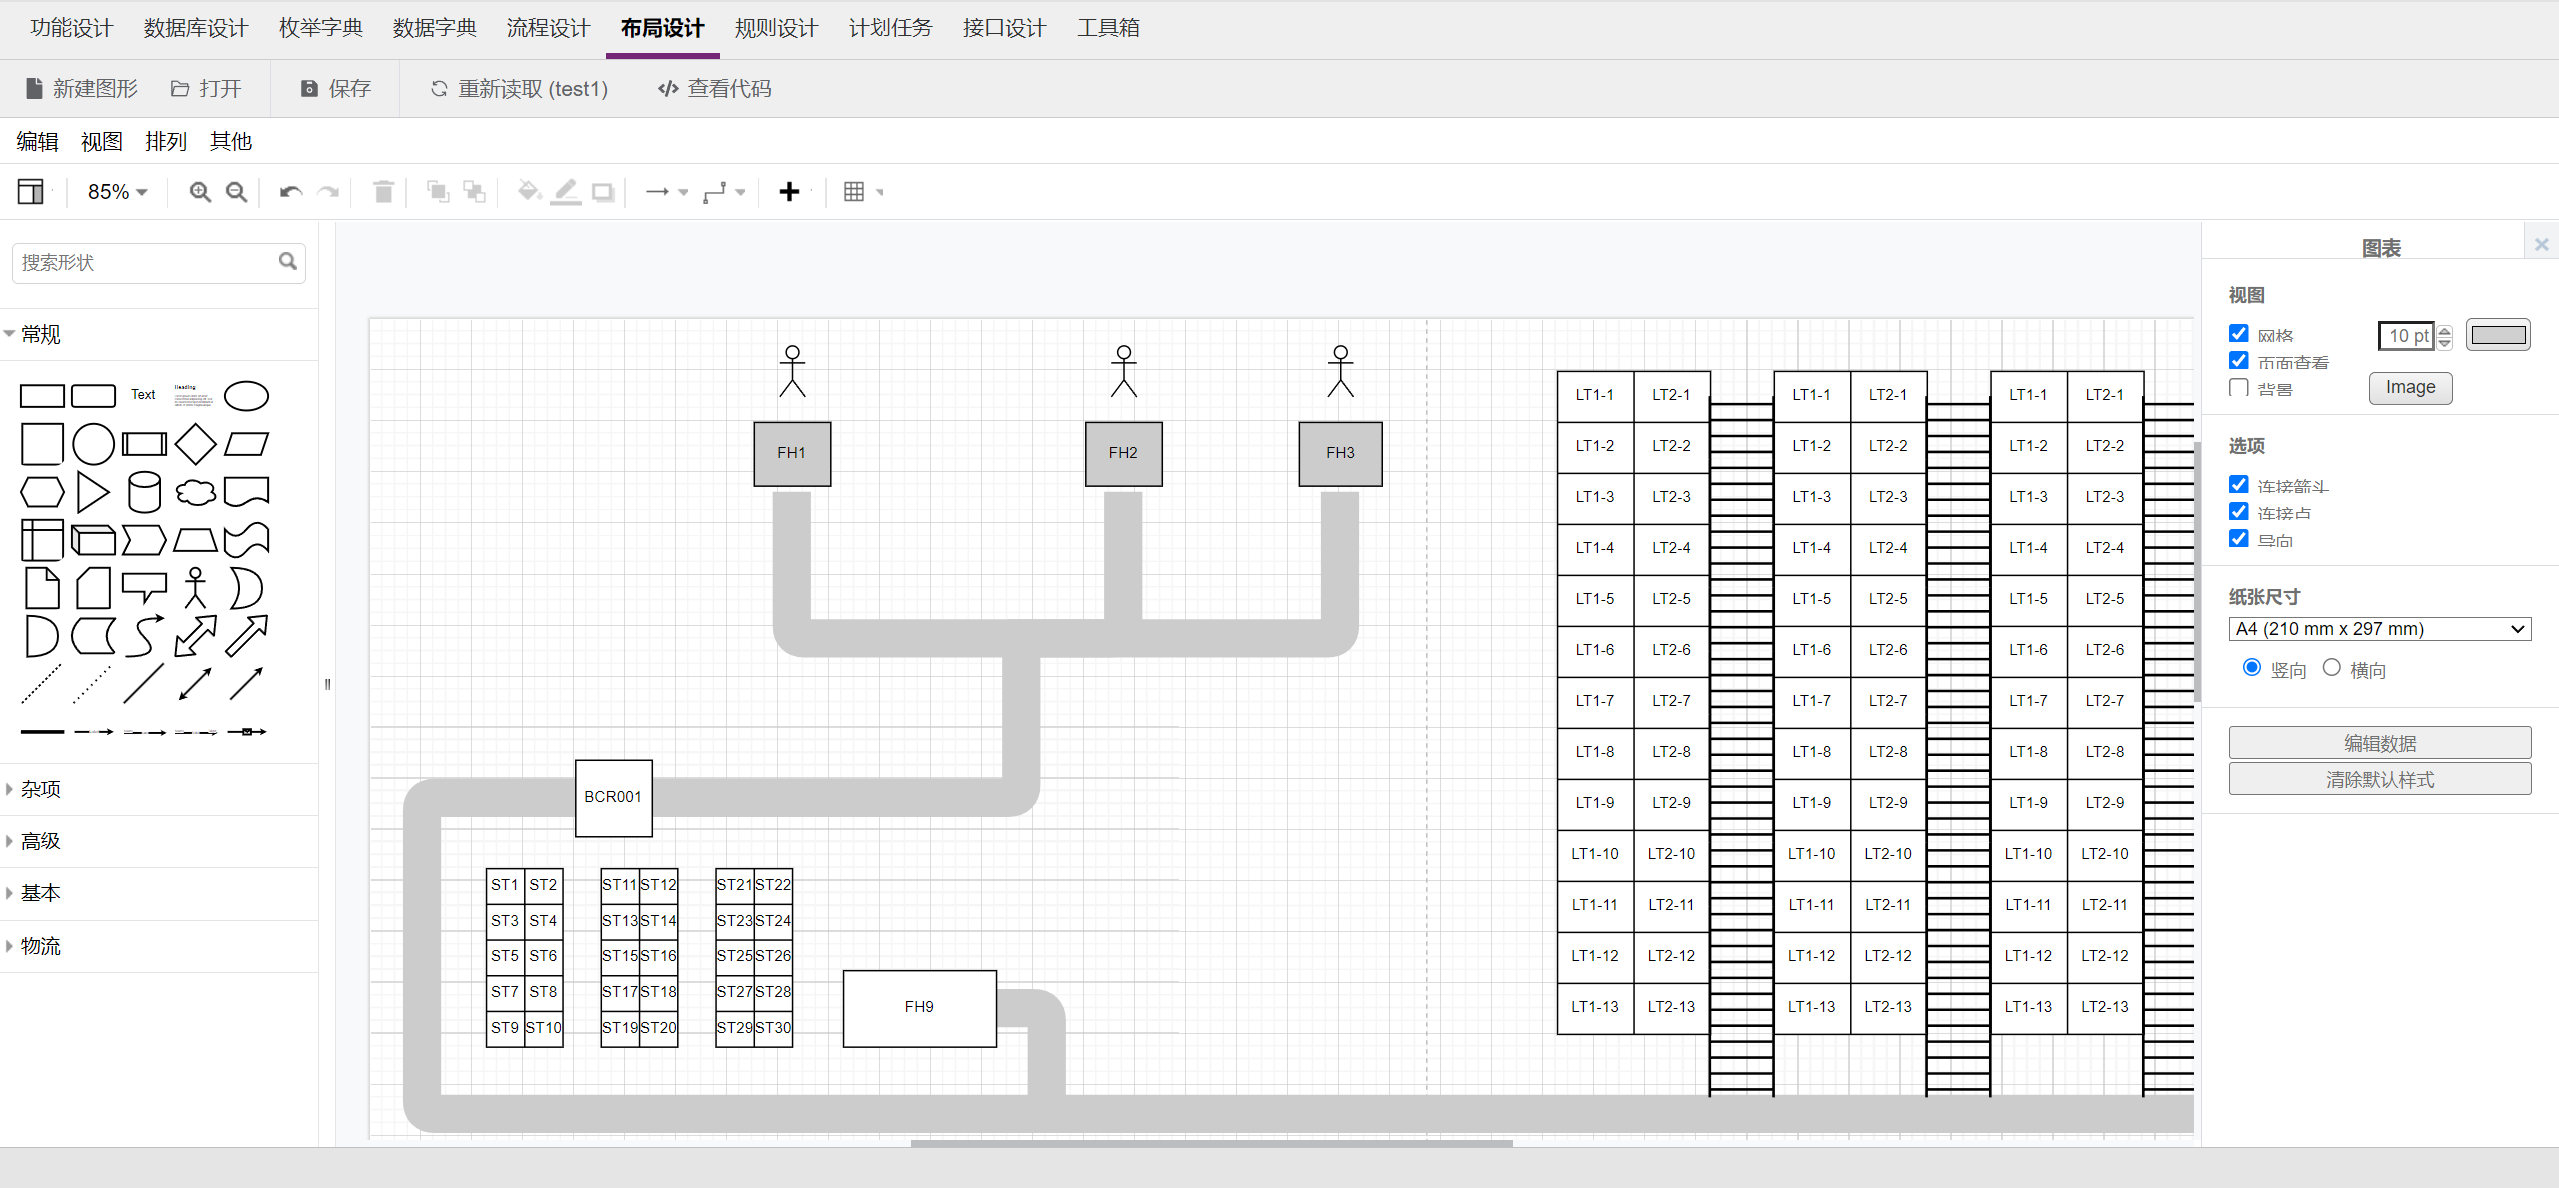 功能设计 数据库设计 枚举字典 数据字典 流程设计 布局设计 规则设计 计划任务 接口设计 工具箱
新建图形 打开 保存 重新读取 (test1) 查看代码
编辑 视图 排列 其他
85%
搜索形状
常规
Text
Heading
杂项
高级
基本
物流
FH1 FH2 FH3
BCR001
ST1 ST2 ST11 ST12 ST21 ST22
ST3 ST4 ST13 ST14 ST23 ST24
ST5 ST6 ST15 ST16 ST25 ST26
ST7 ST8 ST17 ST18 ST27 ST28
ST9 ST10 ST19 ST20 ST29 ST30
FH9
LT1-1 LT2-1 LT1-1 LT2-1 LT1-1 LT2-1
LT1-2 LT2-2 LT1-2 LT2-2 LT1-2 LT2-2
LT1-3 LT2-3 LT1-3 LT2-3 LT1-3 LT2-3
LT1-4 LT2-4 LT1-4 LT2-4 LT1-4 LT2-4
LT1-5 LT2-5 LT1-5 LT2-5 LT1-5 LT2-5
LT1-6 LT2-6 LT1-6 LT2-6 LT1-6 LT2-6
LT1-7 LT2-7 LT1-7 LT2-7 LT1-7 LT2-7
LT1-8 LT2-8 LT1-8 LT2-8 LT1-8 LT2-8
LT1-9 LT2-9 LT1-9 LT2-9 LT1-9 LT2-9
LT1-10 LT2-10 LT1-10 LT2-10 LT1-10 LT2-10
LT1-11 LT2-11 LT1-11 LT2-11 LT1-11 LT2-11
LT1-12 LT2-12 LT1-12 LT2-12 LT1-12 LT2-12
LT1-13 LT2-13 LT1-13 LT2-13 LT1-13 LT2-13
图表
视图
网格 10 pt
页面查看
背景 Image
选项
连接箭头
连接点
导向
纸张尺寸
A4 (210 mm x 297 mm)
竖向 横向
编辑数据
清除默认样式